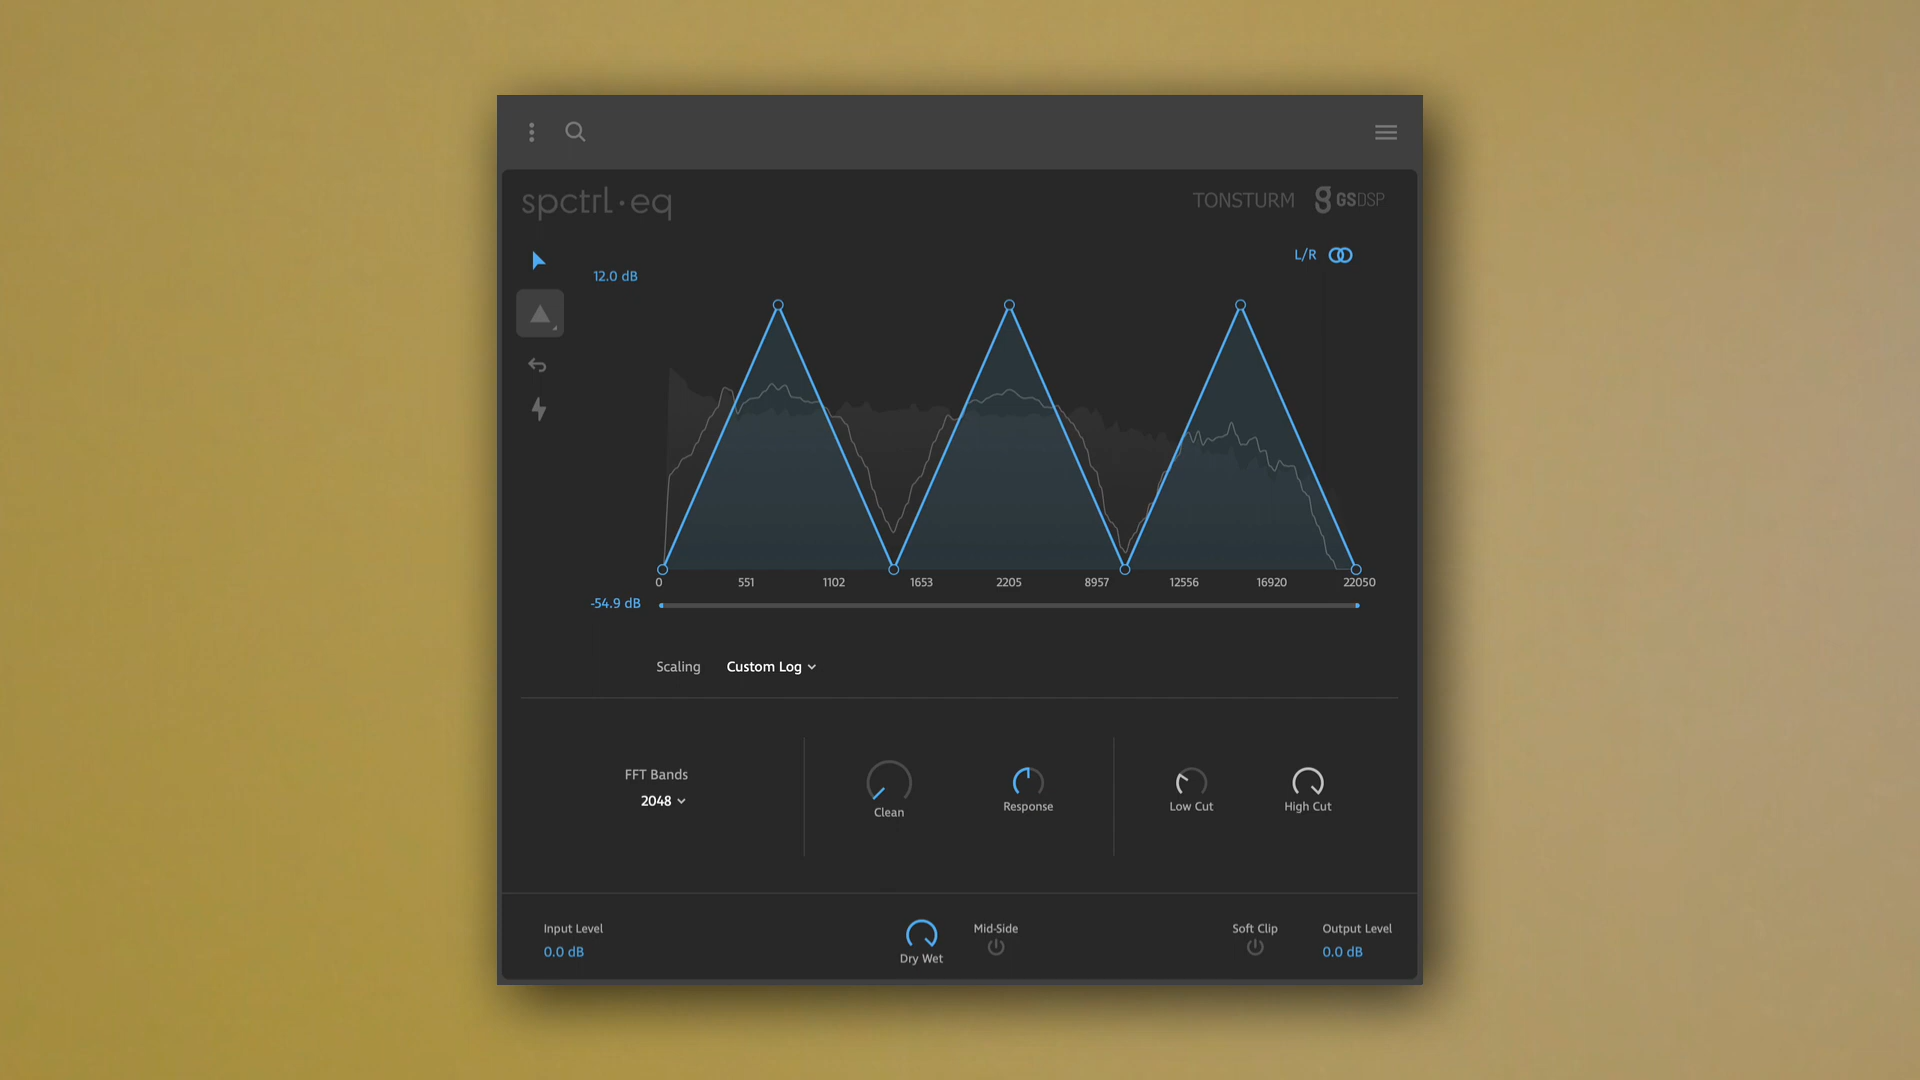 spctrl·eq
TONSTURM GSDSP
L/R
12.0 dB
0 551 1102 1653 2205 8957 12556 16920 22050
-54.9 dB
Scaling Custom Log
FFT Bands
2048
Clean
Response
Low Cut
High Cut
Input Level
0.0 dB
Dry Wet
Mid-Side
Soft Clip
Output Level
0.0 dB